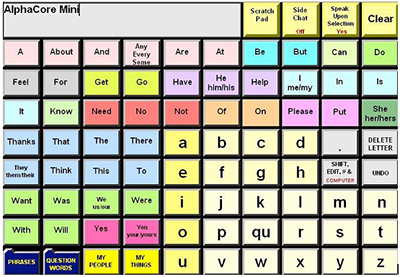 AlphaCore Mini
Scratch Pad
Side Chat Off
Speak Upon Selection Yes
Clear
A
About
And
Any Every Some
Are
At
Be
But
Can
Do
Feel
For
Get
Go
Have
He him/his
Help
I me/my
In
Is
It
Know
Need
No
Not
Of
On
Please
Put
She her/hers
Thanks
That
The
There
a
b
c
d
.
DELETE LETTER
They them/their
Think
This
To
e
f
g
h
SHIFT, EDIT, # & COMPUTER
UNDO
Want
Was
We us/our
Were
i
j
k
l
m
n
With
Will
Yes
You your/yours
o
p
qu
r
s
t
PHRASES
QUESTION WORDS
MY PEOPLE
MY THINGS
u
v
w
x
y
z